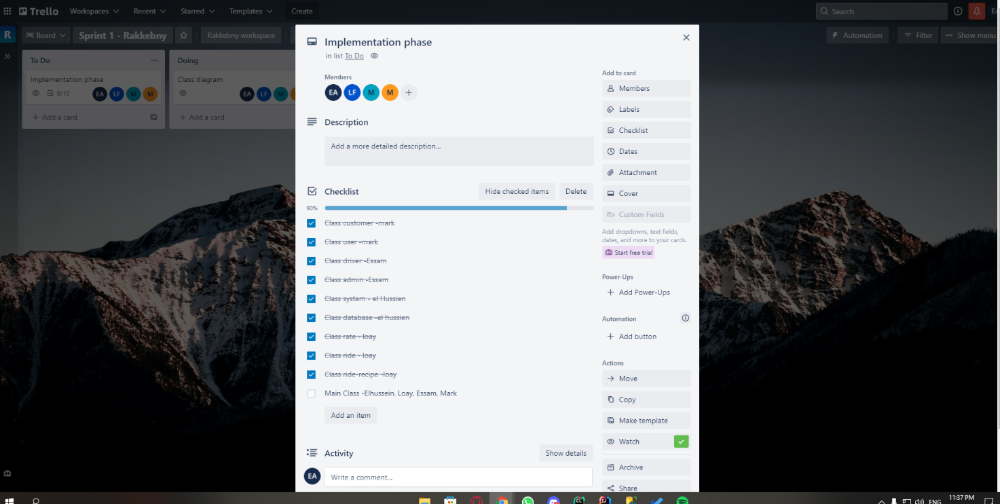 Trello
Workspaces
Recent
Starred
Templates
Create
Search
EA
R
Board
Sprint 1 - Rakkebny
Rakkebny workspace
Automation
Filter
Show menu
To Do
Implementation phase
9/10
EA LF M M
+ Add a card
Doing
Class diagram
EA LF M
+ Add a card
Implementation phase
in list To Do
Members
EA LF M M +
Description
Add a more detailed description...
Checklist
Hide checked items
Delete
90%
Class customer -mark
Class user -mark
Class driver -Essam
Class admin -Essam
Class system - el Hussien
Class database -el hussien
Class rate - loay
Class ride - loay
Class ride-recipe -loay
Main Class -Elhussein, Loay, Essam, Mark
Add an item
Activity
Show details
EA
Write a comment...
Add to card
Members
Labels
Checklist
Dates
Attachment
Cover
Custom Fields
Add dropdowns, text fields,
dates, and more to your cards.
Start free trial
Power-Ups
+ Add Power-Ups
Automation
+ Add button
Actions
Move
Copy
Make template
Watch
Archive
Share
ENG
11:37 PM